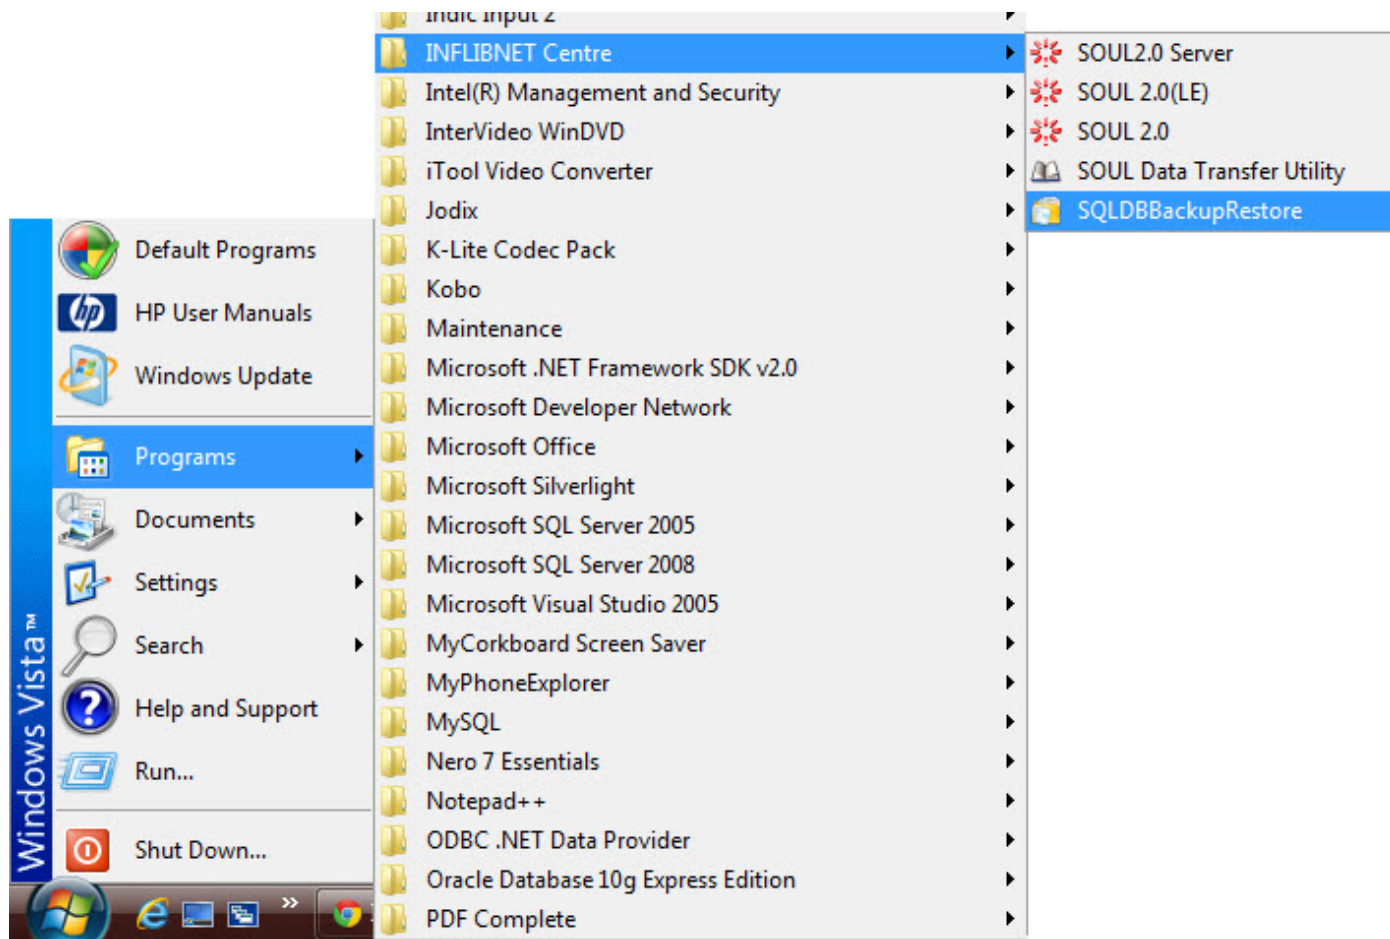 Indic Input 2
INFLIBNET Centre
Intel(R) Management and Security
InterVideo WinDVD
iTool Video Converter
Jodix
K-Lite Codec Pack
Kobo
Maintenance
Microsoft .NET Framework SDK v2.0
Microsoft Developer Network
Microsoft Office
Microsoft Silverlight
Microsoft SQL Server 2005
Microsoft SQL Server 2008
Microsoft Visual Studio 2005
MyCorkboard Screen Saver
MyPhoneExplorer
MySQL
Nero 7 Essentials
Notepad++
ODBC .NET Data Provider
Oracle Database 10g Express Edition
PDF Complete
SOUL2.0 Server
SOUL 2.0(LE)
SOUL 2.0
SOUL Data Transfer Utility
SQLDBBackupRestore
Default Programs
hp
HP User Manuals
Windows Update
Programs
Documents
Settings
Search
Help and Support
Run...
Shut Down...
Windows Vista™